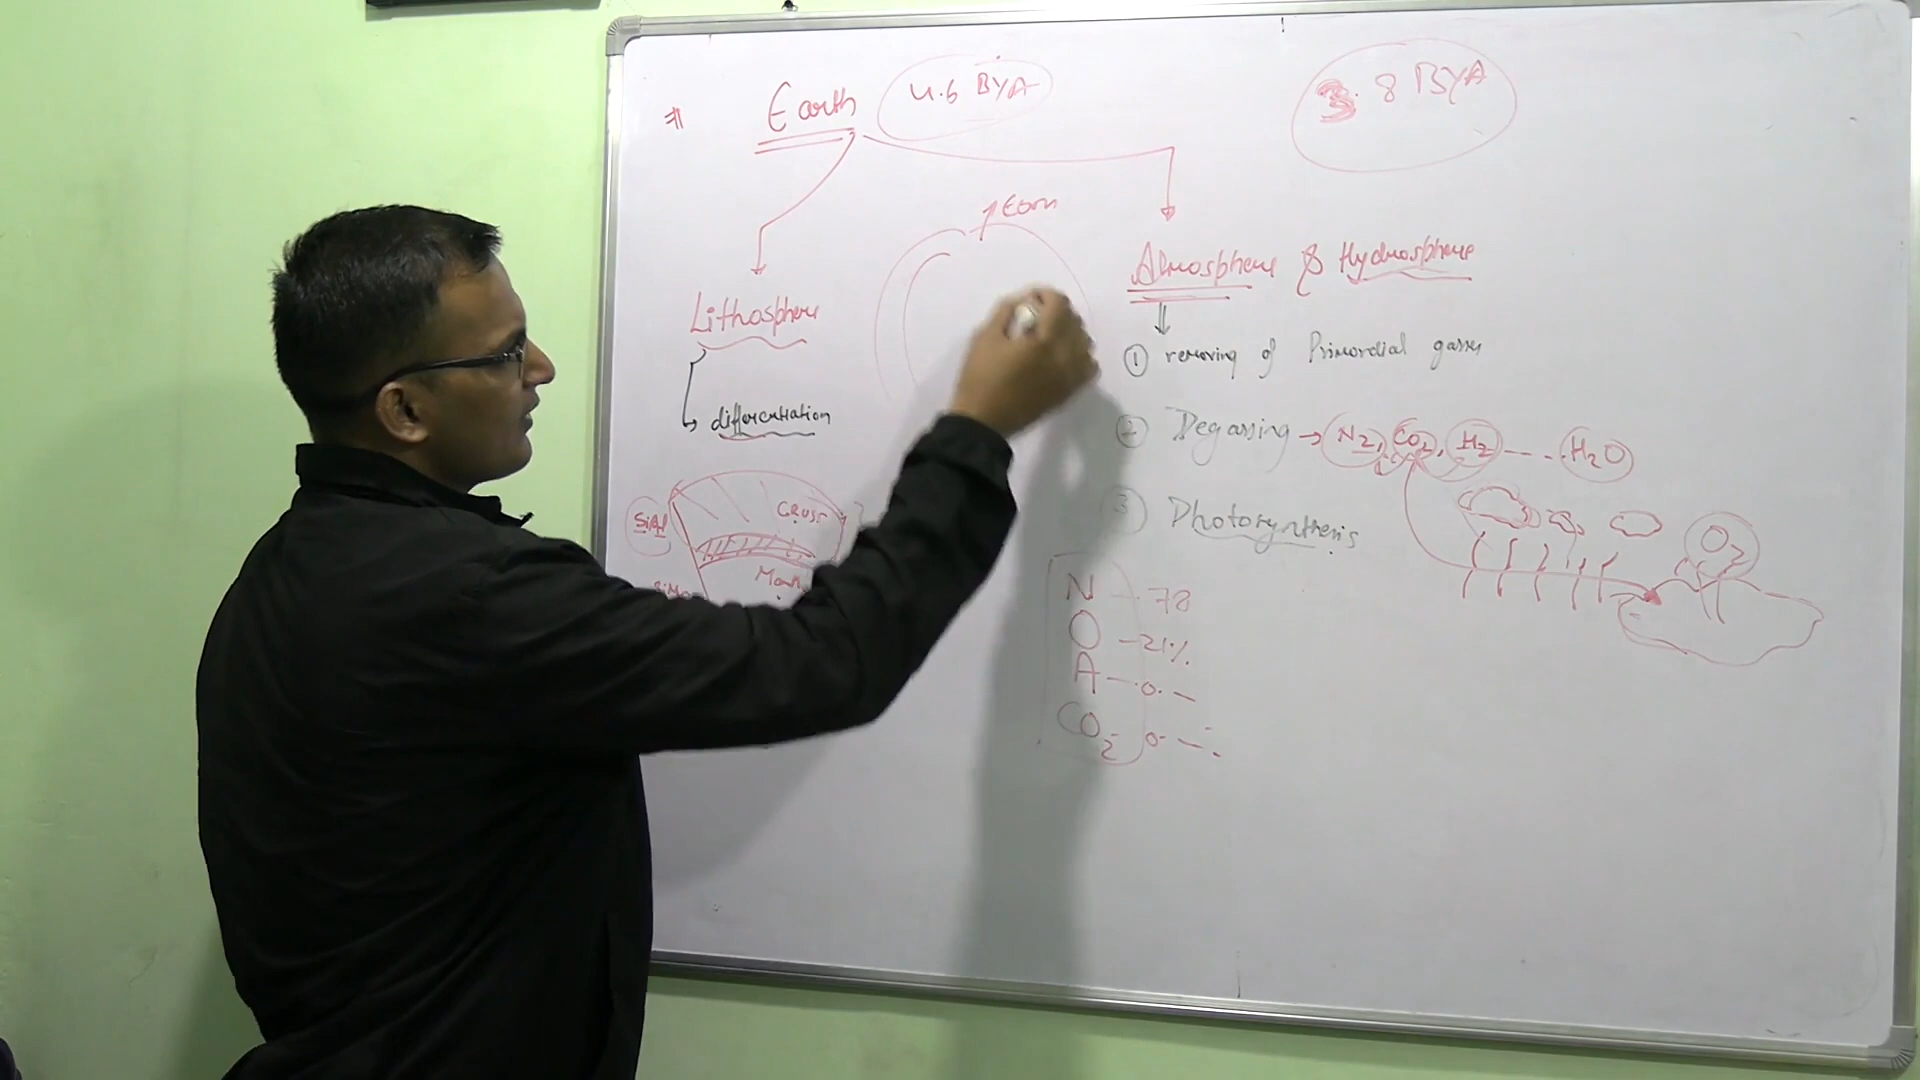 Earth 4.6 BYA
3.8 BYA
Lithosphere
Atmosphere & Hydrosphere
differentiation
① removing of Primordial gasses
② Degassing → N2, CO2, H2 ---- H2O
③ Photosynthesis
O2
SiAl
Crust
N - 78
O - 21%
A - 0. -
CO2 0 - -